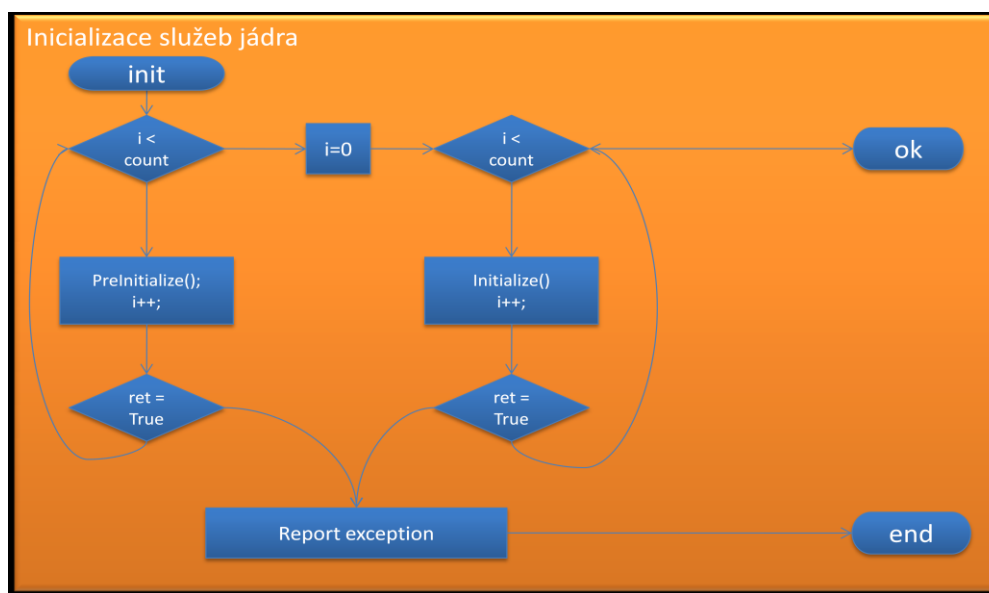 Inicializace služeb jádra
init
i <
count
i=0
i <
count
ok
PreInitialize();
i++;
Initialize()
i++;
ret =
True
ret =
True
Report exception
end